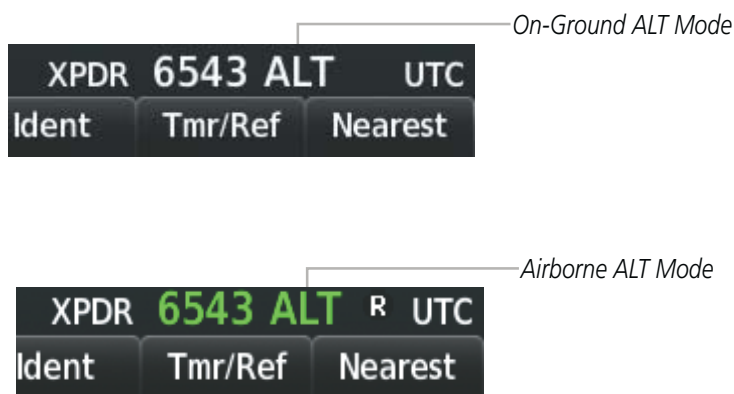 On-Ground ALT Mode
XPDR 6543 ALT UTC
Ident Tmr/Ref Nearest
Airborne ALT Mode
XPDR 6543 ALT R UTC
Ident Tmr/Ref Nearest